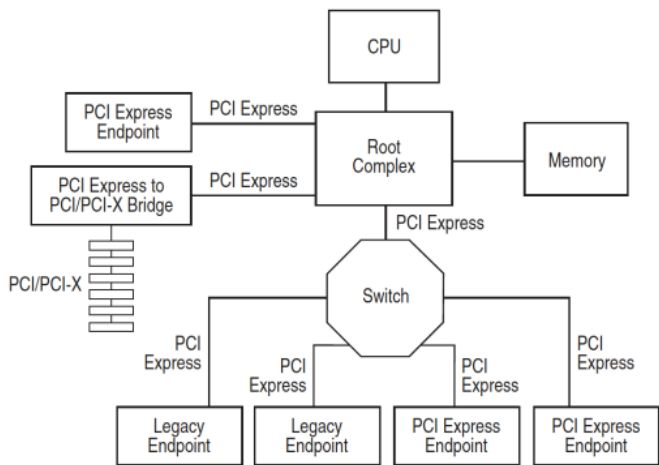 CPU
PCI Express
Endpoint
PCI Express
Root
Complex
Memory
PCI Express to
PCI/PCI-X Bridge
PCI Express
PCI Express
PCI/PCI-X
Switch
PCI
Express
PCI
Express
PCI
Express
PCI
Express
Legacy
Endpoint
Legacy
Endpoint
PCI Express
Endpoint
PCI Express
Endpoint